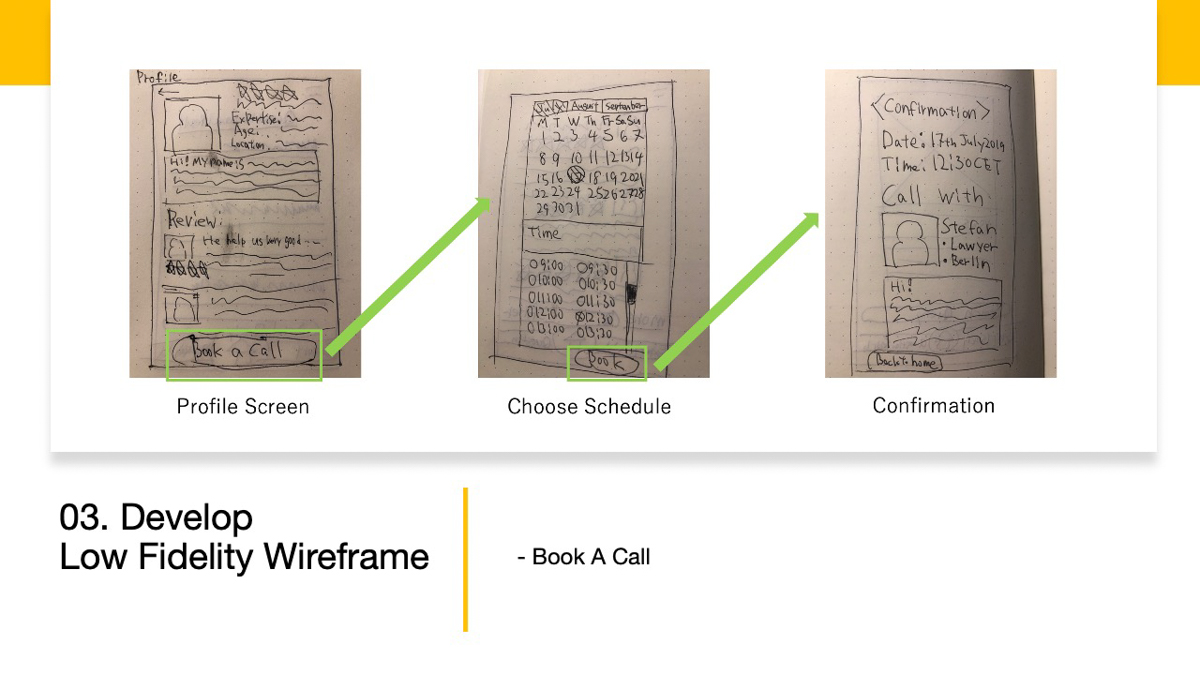 Profile
Expertise:
Age:
Location:
Hi! My name is
Review:
He help us very good --
Book a Call
Profile Screen
August September
M T W Th Fr Sa Su
1 2 3 4 5 6 7
8 9 10 11 12 13 14
15 16 18 19 20 21
22 23 24 25 26 27 28
29 30 31
Time
09:00 09:30
010:00 010:30
011:00 011:30
012:00 012:30
013:00 013:30
Book
Choose Schedule
<Confirmation>
Date: 17th July 2019
Time: 12:30 CET
Call with
Stefan
• Lawyer
• Berlin
Hi!
Back to home
Confirmation
03. Develop
Low Fidelity Wireframe
- Book A Call